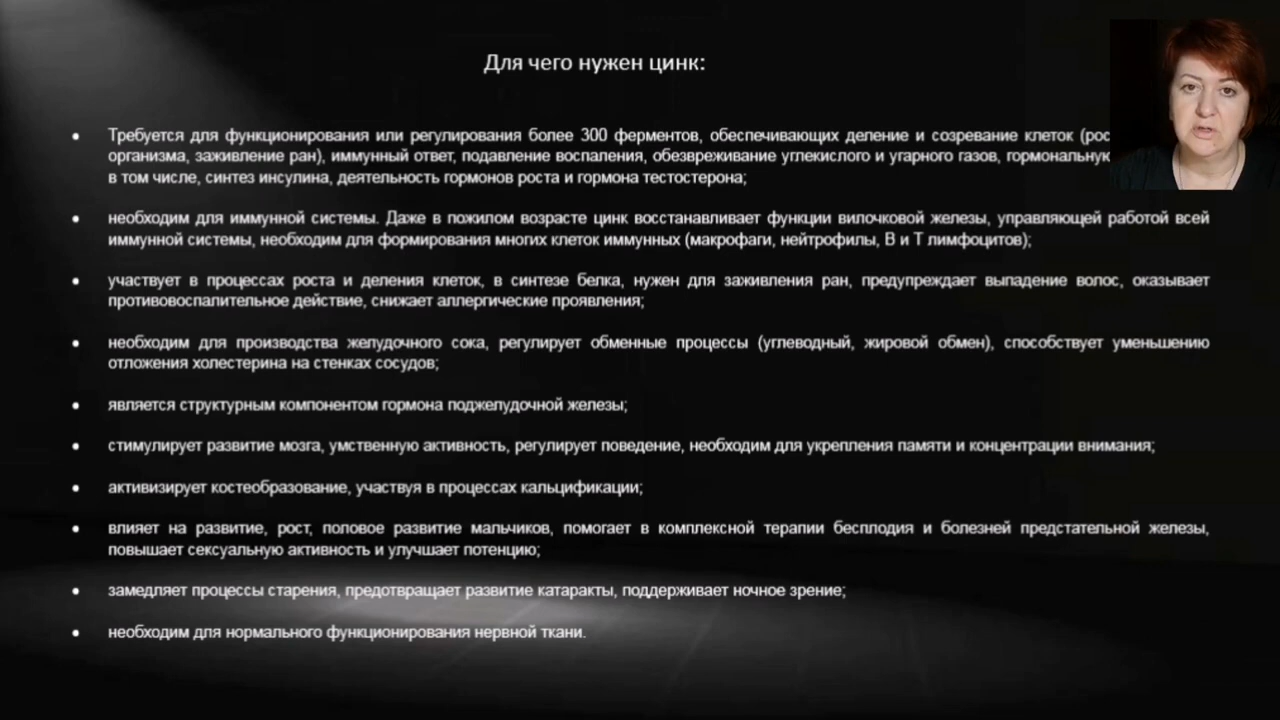 Для чего нужен цинк:
• Требуется для функционирования или регулирования более 300 ферментов, обеспечивающих деление и созревание клеток
организма, заживление ран), иммунный ответ, подавление воспаления, обезвреживание углекислого и угарного газов,
в том числе, синтез инсулина, деятельность гормонов роста и гормона тестостерона;
• необходим для иммунной системы. Даже в пожилом возрасте цинк восстанавливает функции вилочковой железы, управляющей работой всей
иммунной системы, необходим для формирования многих клеток иммунных (макрофаги, нейтрофилы, В и Т лимфоцитов);
• участвует в процессах роста и деления клеток, в синтезе белка, нужен для заживления ран, предупреждает выпадение волос, оказывает
противовоспалительное действие, снижает аллергические проявления;
• необходим для производства желудочного сока, регулирует обменные процессы (углеводный, жировой обмен), способствует уменьшению
отложения холестерина на стенках сосудов;
• является структурным компонентом гормона поджелудочной железы;
• стимулирует развитие мозга, умственную активность, регулирует поведение, необходим для укрепления памяти и концентрации внимания;
• активизирует костеобразование, участвуя в процессах кальцификации;
• влияет на развитие, рост, половое развитие мальчиков, помогает в комплексной терапии бесплодия и болезней предстательной железы,
повышает сексуальную активность и улучшает потенцию;
• замедляет процессы старения, предотвращает развитие катаракты, поддерживает ночное зрение;
• необходим для нормального функционирования нервной ткани.